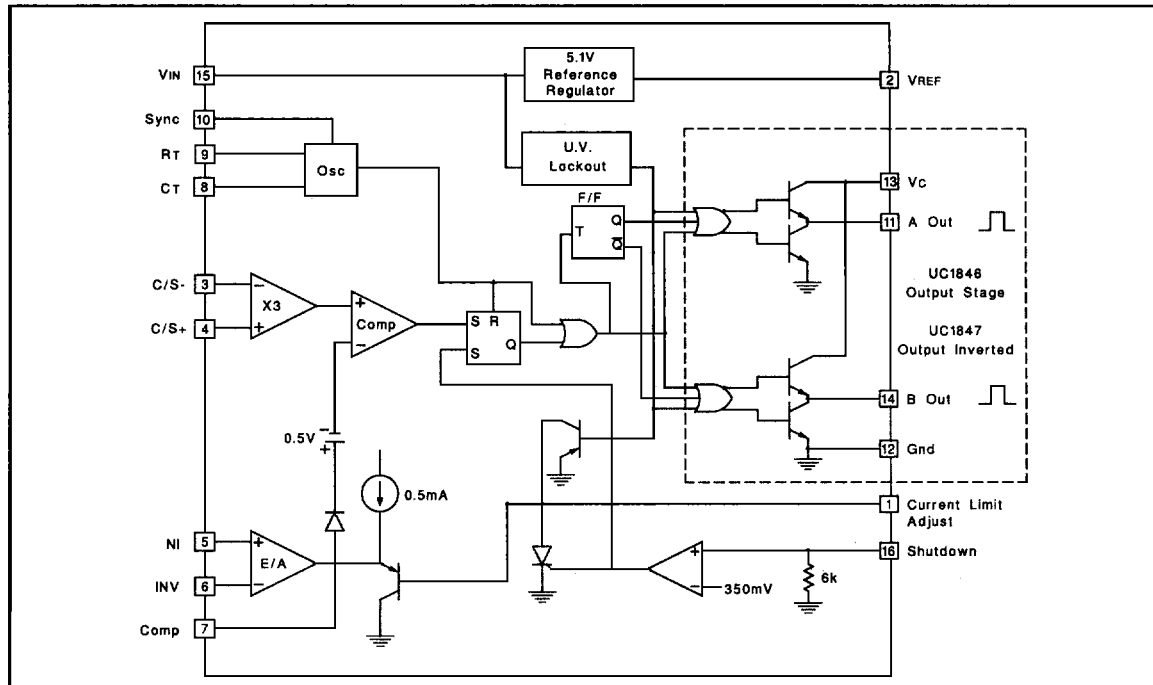 5.1V
Reference
Regulator
VIN 15
2 VREF
Sync 10
U.V.
Lockout
RT 9
Osc
CT 8
13 VC
F/F
T
Q
Q̅
11 A Out
C/S- 3
−
X3
C/S+ 4
+
+
Comp
−
S R
Q
S
UC1846
Output Stage
UC1847
Output Inverted
14 B Out
0.5V
−
+
12 Gnd
0.5mA
1 Current Limit
Adjust
NI 5
+
E/A
INV 6
−
16 Shutdown
+
−
350mV
6k
Comp 7